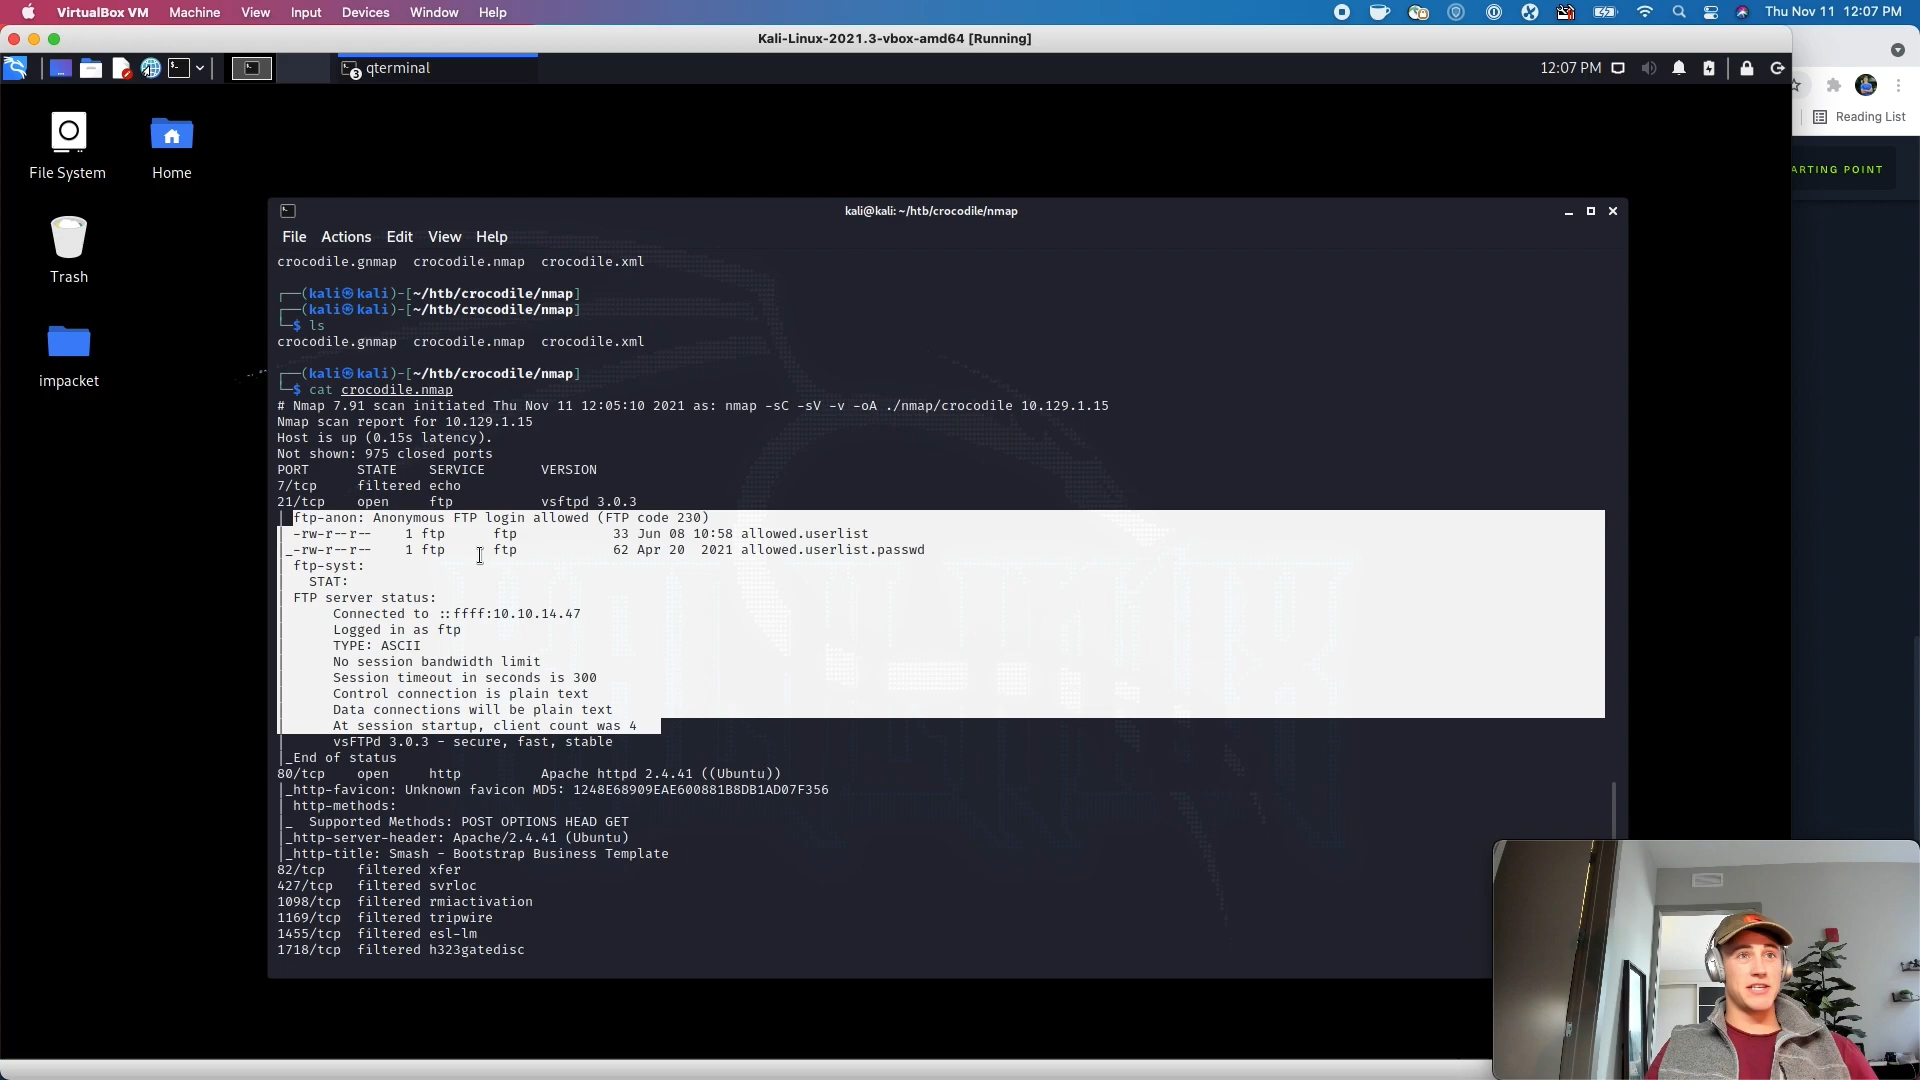 VirtualBox VM Machine View Input Devices Window Help
Thu Nov 11 12:07 PM
Kali-Linux-2021.3-vbox-amd64 [Running]
3 qterminal
12:07 PM
Reading List
ARTING POINT
File System
Home
Trash
impacket
kali@kali: ~/htb/crocodile/nmap
File Actions Edit View Help
crocodile.gnmap crocodile.nmap crocodile.xml
┌──(kali㉿kali)-[~/htb/crocodile/nmap]
┌──(kali㉿kali)-[~/htb/crocodile/nmap]
└─$ ls
crocodile.gnmap crocodile.nmap crocodile.xml
┌──(kali㉿kali)-[~/htb/crocodile/nmap]
└─$ cat crocodile.nmap
# Nmap 7.91 scan initiated Thu Nov 11 12:05:10 2021 as: nmap -sC -sV -v -oA ./nmap/crocodile 10.129.1.15
Nmap scan report for 10.129.1.15
Host is up (0.15s latency).
Not shown: 975 closed ports
PORT STATE SERVICE VERSION
7/tcp filtered echo
21/tcp open ftp vsftpd 3.0.3
| ftp-anon: Anonymous FTP login allowed (FTP code 230)
| -rw-r--r-- 1 ftp ftp 33 Jun 08 10:58 allowed.userlist
|_-rw-r--r-- 1 ftp ftp 62 Apr 20 2021 allowed.userlist.passwd
| ftp-syst:
| STAT:
| FTP server status:
| Connected to ::ffff:10.10.14.47
| Logged in as ftp
| TYPE: ASCII
| No session bandwidth limit
| Session timeout in seconds is 300
| Control connection is plain text
| Data connections will be plain text
| At session startup, client count was 4
| vsFTPd 3.0.3 - secure, fast, stable
|_End of status
80/tcp open http Apache httpd 2.4.41 ((Ubuntu))
|_http-favicon: Unknown favicon MD5: 1248E68909EAE600881B8DB1AD07F356
| http-methods:
|_ Supported Methods: POST OPTIONS HEAD GET
|_http-server-header: Apache/2.4.41 (Ubuntu)
|_http-title: Smash - Bootstrap Business Template
82/tcp filtered xfer
427/tcp filtered svrloc
1098/tcp filtered rmiactivation
1169/tcp filtered tripwire
1455/tcp filtered esl-lm
1718/tcp filtered h323gatedisc